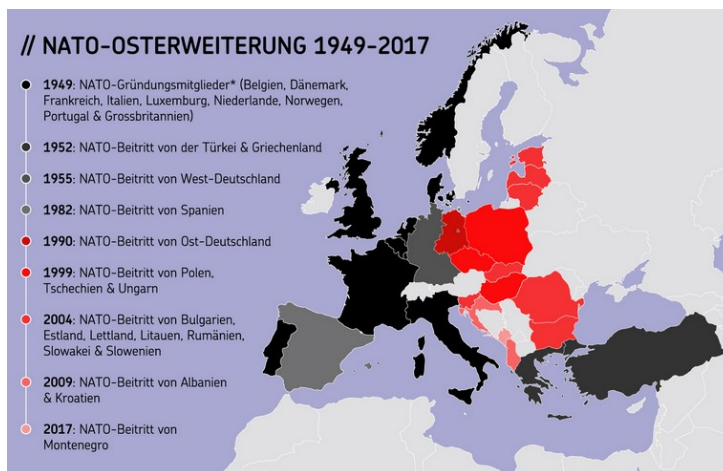 // NATO-OSTERWEITERUNG 1949–2017
1949: NATO-Gründungsmitglieder* (Belgien, Dänemark,
Frankreich, Italien, Luxemburg, Niederlande, Norwegen,
Portugal & Grossbritannien)
1952: NATO-Beitritt von der Türkei & Griechenland
1955: NATO-Beitritt von West-Deutschland
1982: NATO-Beitritt von Spanien
1990: NATO-Beitritt von Ost-Deutschland
1999: NATO-Beitritt von Polen,
Tschechien & Ungarn
2004: NATO-Beitritt von Bulgarien,
Estland, Lettland, Litauen, Rumänien,
Slowakei & Slowenien
2009: NATO-Beitritt von Albanien
& Kroatien
2017: NATO-Beitritt von
Montenegro